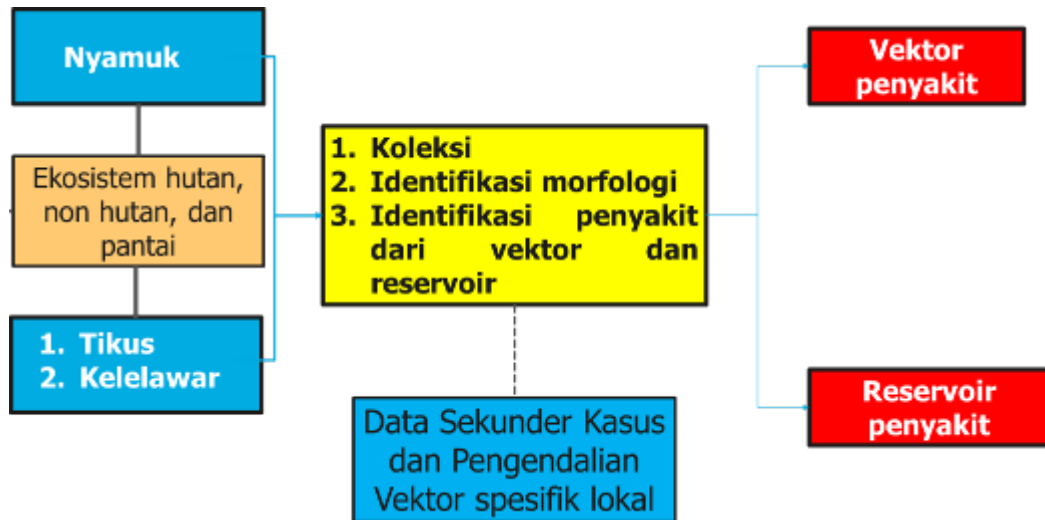 Nyamuk
Ekosistem hutan,
non hutan, dan
pantai
1. Tikus
2. Kelelawar
1. Koleksi
2. Identifikasi morfologi
3. Identifikasi penyakit
dari vektor dan
reservoir
Data Sekunder Kasus
dan Pengendalian
Vektor spesifik lokal
Vektor
penyakit
Reservoir
penyakit